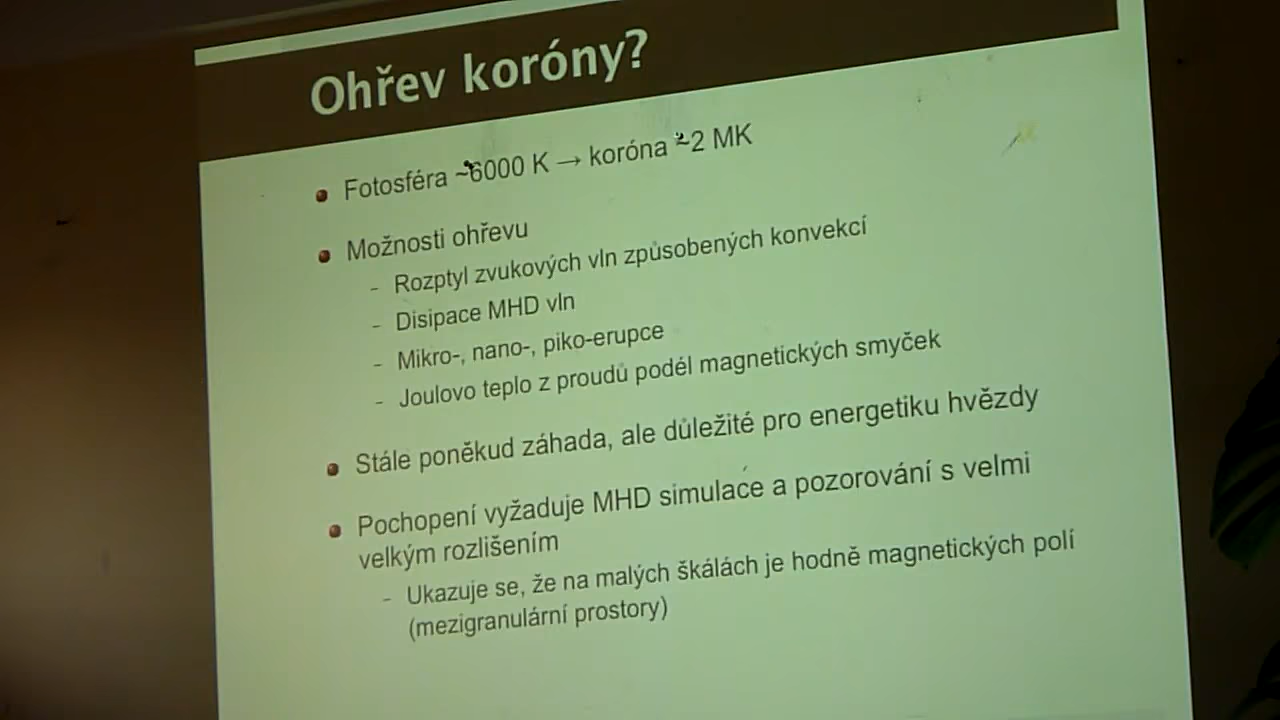 Ohřev koróny?
Fotosféra ~6000 K → koróna ~2 MK
Možnosti ohřevu
- Rozptyl zvukových vln způsobených konvekcí
- Disipace MHD vln
- Mikro-, nano-, piko-erupce
- Joulovo teplo z proudů podél magnetických smyček
Stále poněkud záhada, ale důležité pro energetiku hvězdy
Pochopení vyžaduje MHD simulace a pozorování s velmi
velkým rozlišením
- Ukazuje se, že na malých škálách je hodně magnetických polí
(mezigranulární prostory)